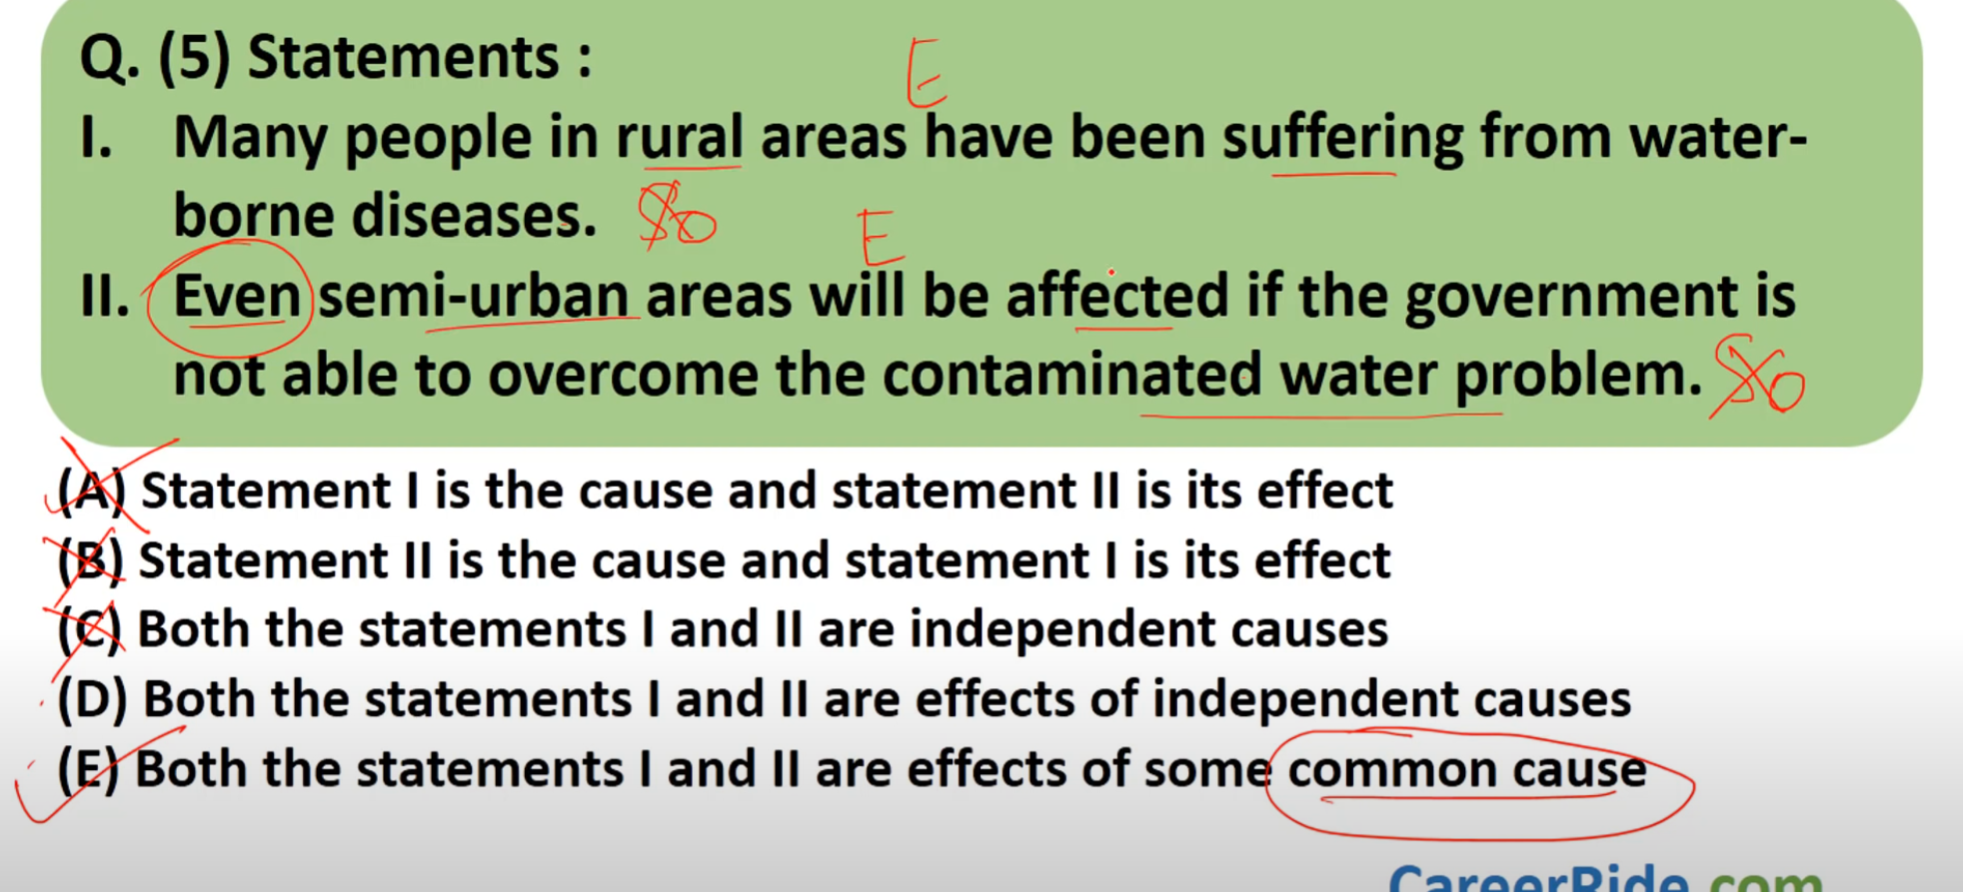 Q. (5) Statements :
E
I. Many people in rural areas have been suffering from water-
borne diseases. So
E
II. Even semi-urban areas will be affected if the government is
not able to overcome the contaminated water problem. So
(A) Statement I is the cause and statement II is its effect
(B) Statement II is the cause and statement I is its effect
(C) Both the statements I and II are independent causes
(D) Both the statements I and II are effects of independent causes
(E) Both the statements I and II are effects of some common cause
CareerRide.com